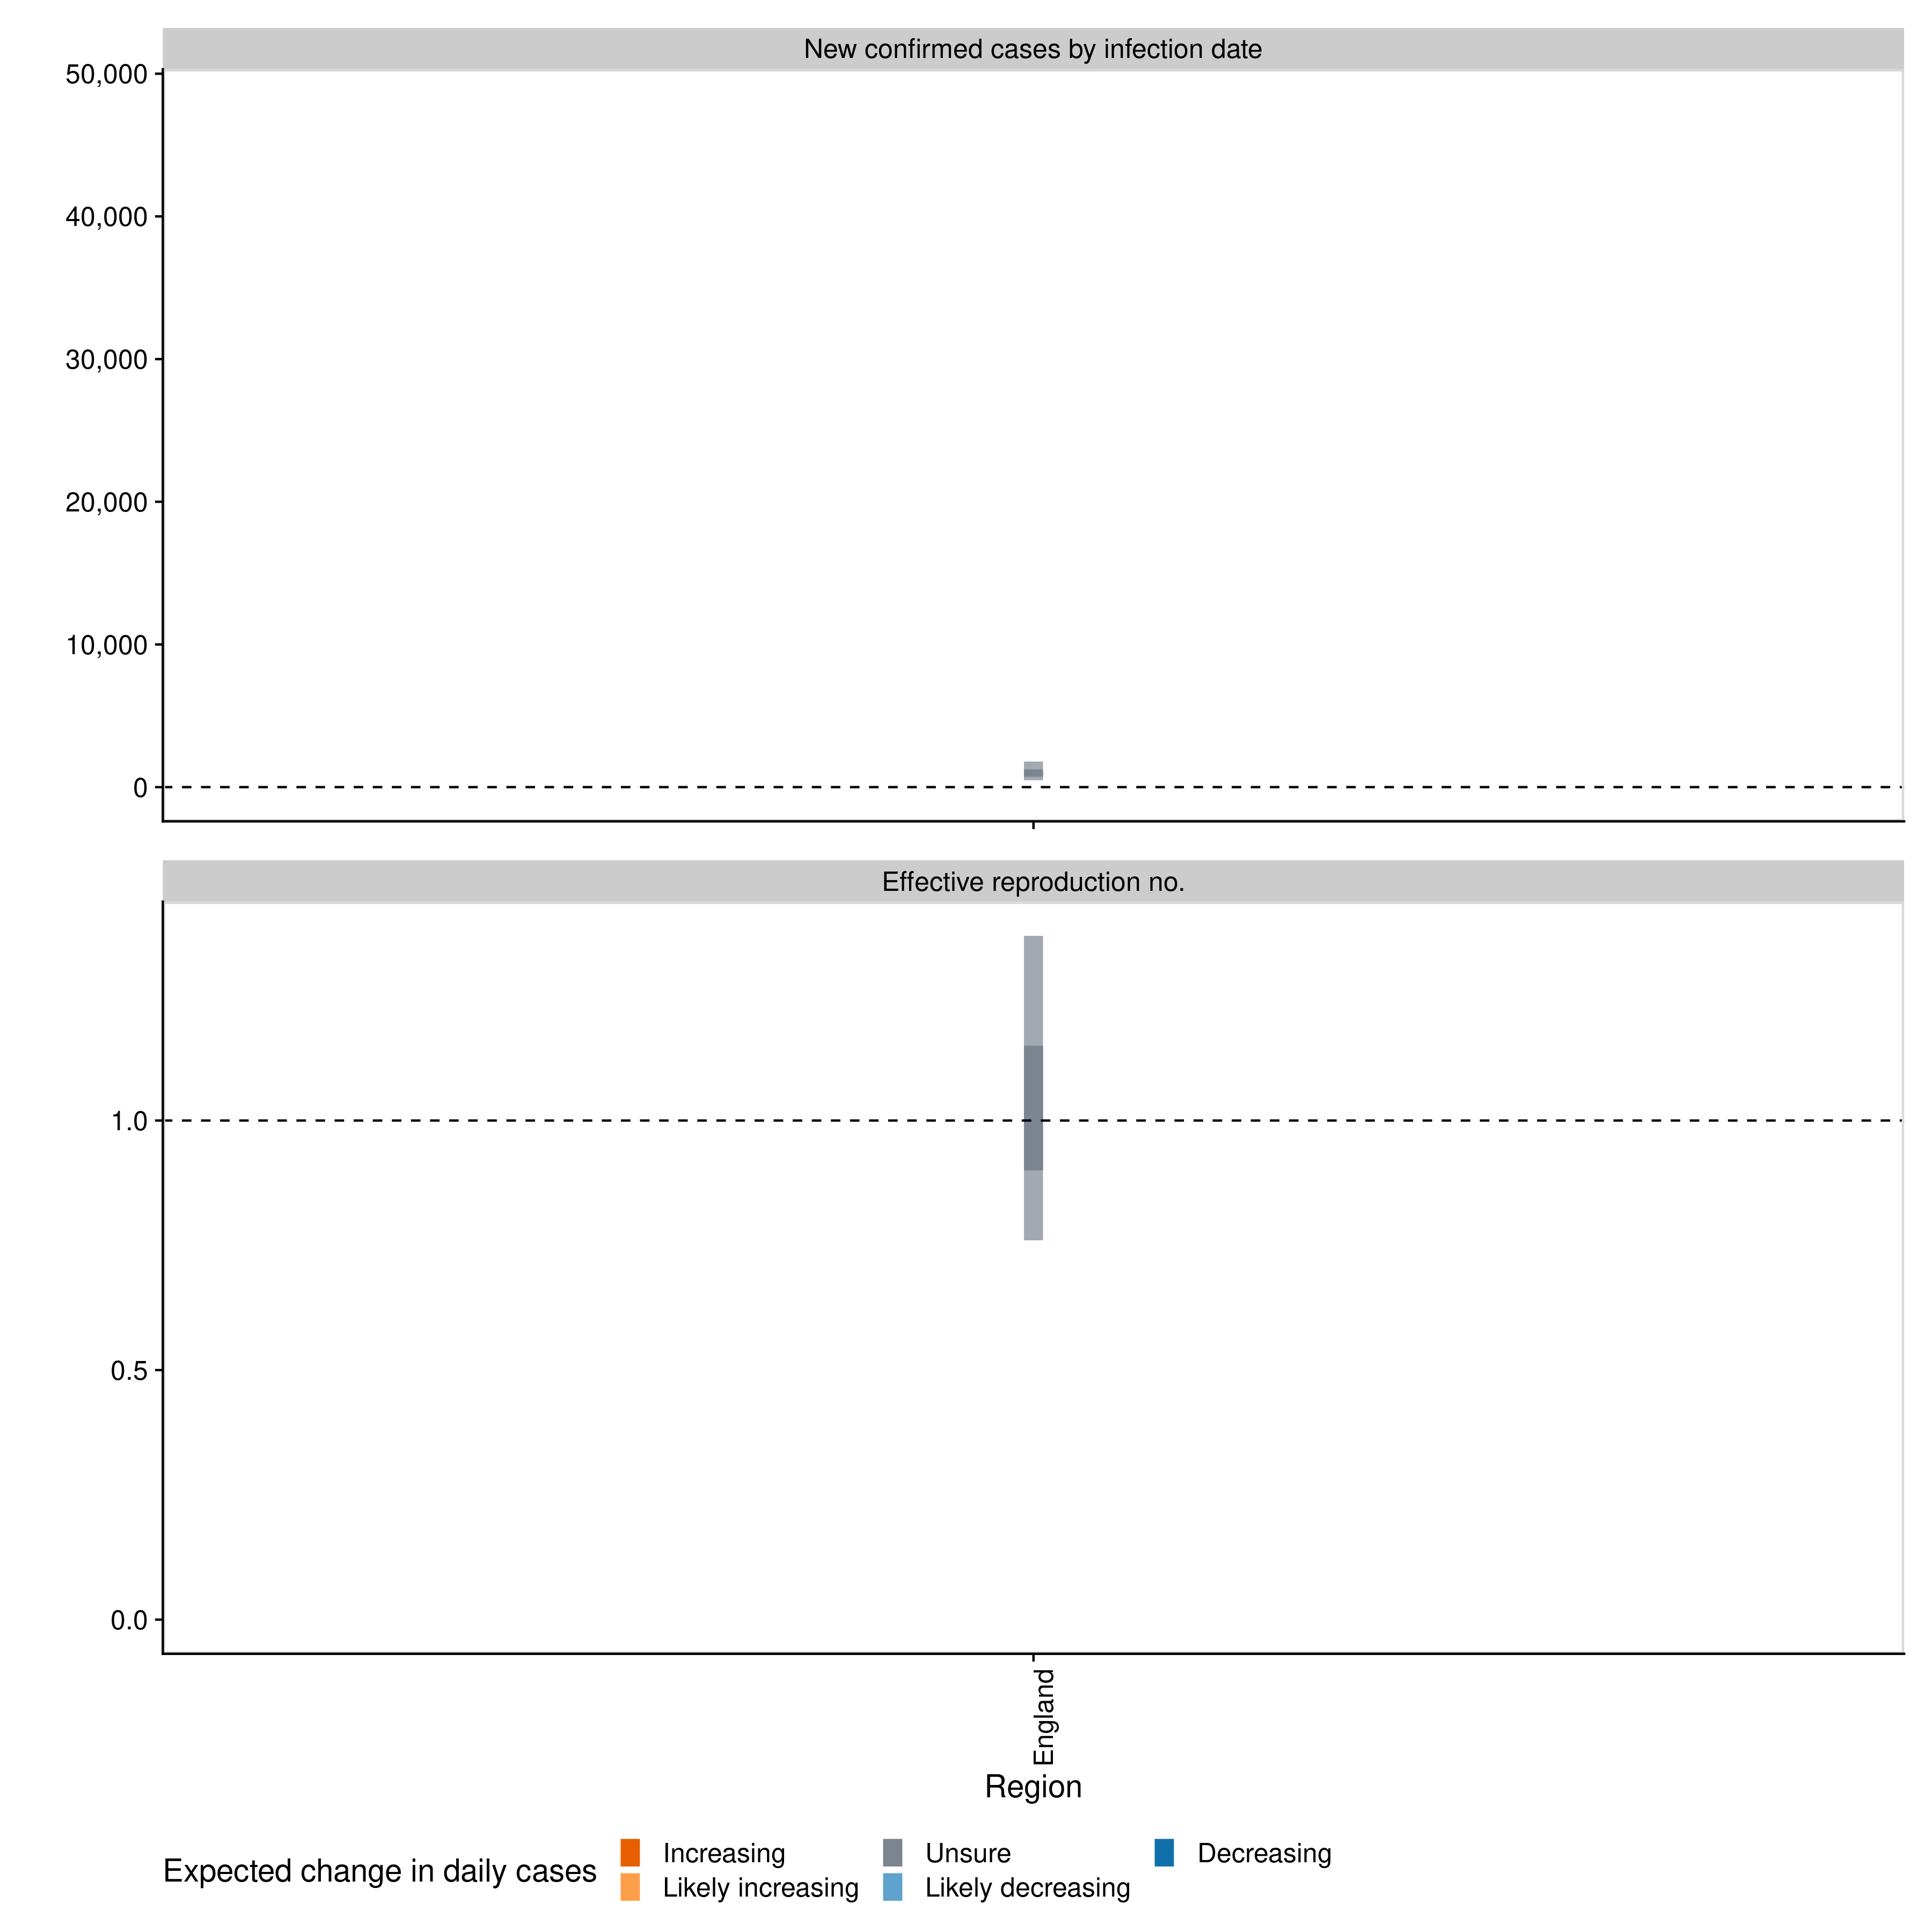 New confirmed cases by infection date
50,000
40,000
30,000
20,000
10,000
0
Effective reproduction no.
1.0
0.5
0.0
England
Region
Expected change in daily cases
Increasing
Unsure
Decreasing
Likely increasing
Likely decreasing